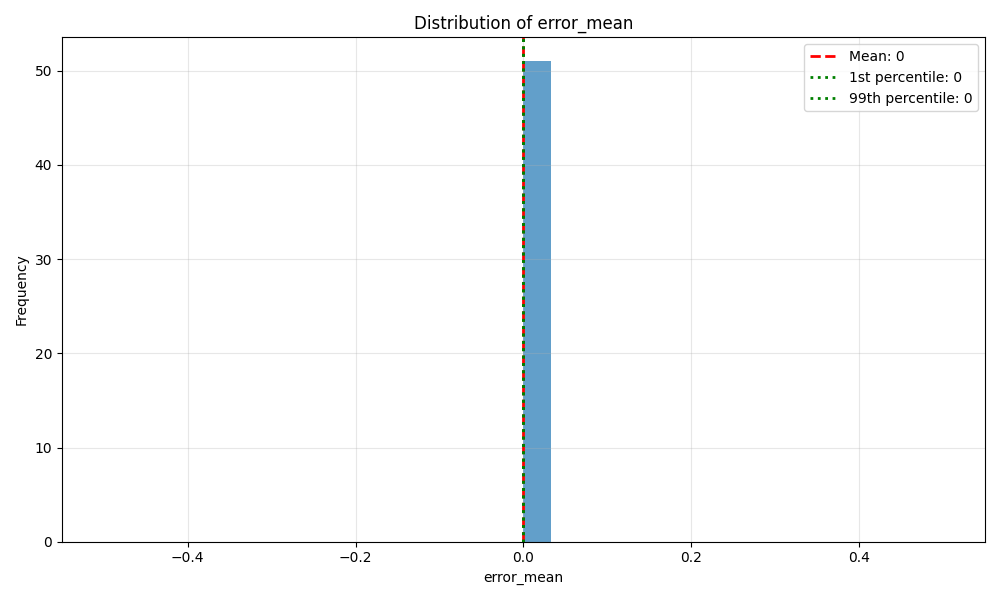 Distribution of error_mean
Mean: 0
1st percentile: 0
99th percentile: 0
Frequency
50
40
30
20
10
0
−0.4
−0.2
0.0
0.2
0.4
error_mean